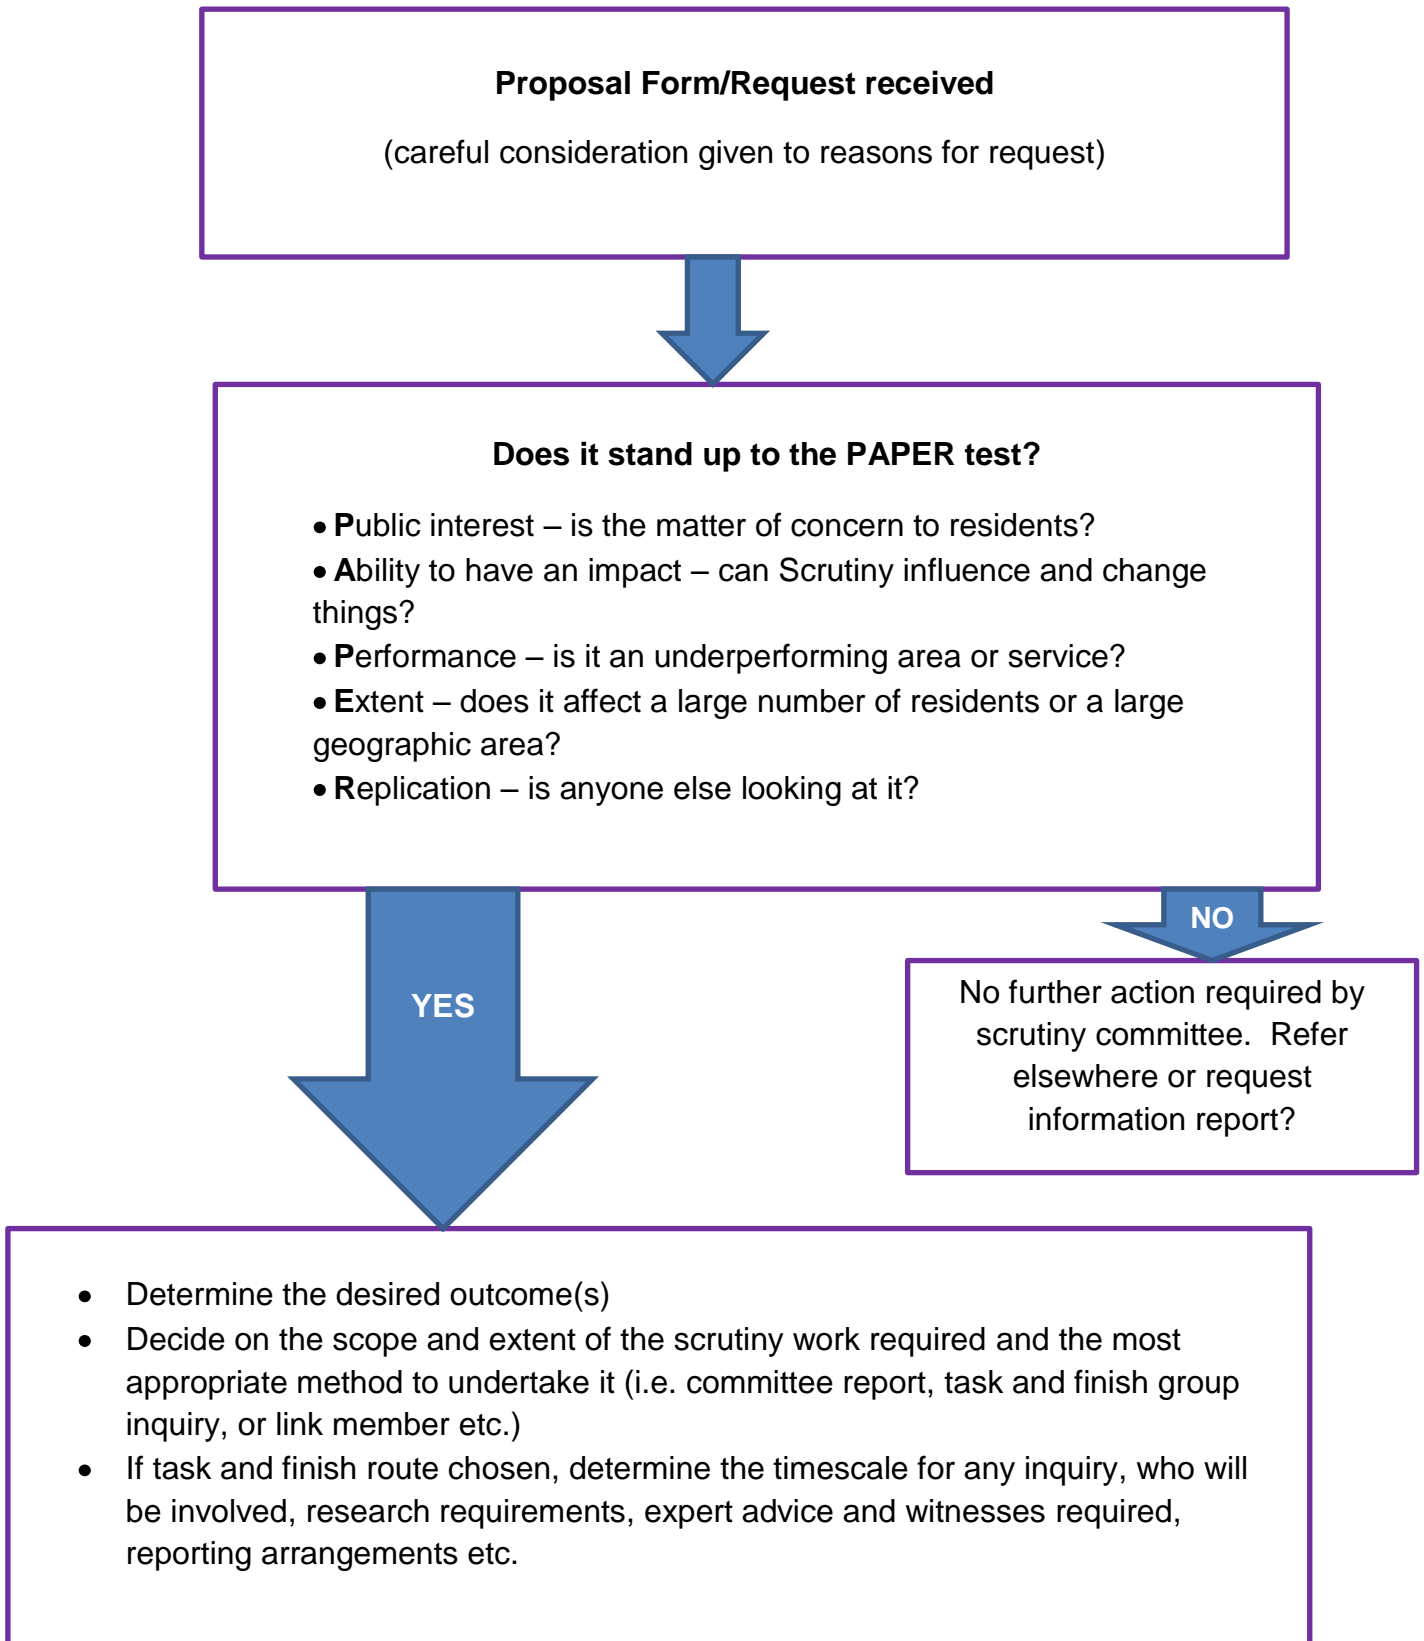 Proposal Form/Request received
(careful consideration given to reasons for request)
Does it stand up to the PAPER test?
• Public interest – is the matter of concern to residents?
• Ability to have an impact – can Scrutiny influence and change
things?
• Performance – is it an underperforming area or service?
• Extent – does it affect a large number of residents or a large
geographic area?
• Replication – is anyone else looking at it?
NO
YES
No further action required by
scrutiny committee.  Refer
elsewhere or request
information report?
• Determine the desired outcome(s)
• Decide on the scope and extent of the scrutiny work required and the most
appropriate method to undertake it (i.e. committee report, task and finish group
inquiry, or link member etc.)
• If task and finish route chosen, determine the timescale for any inquiry, who will
be involved, research requirements, expert advice and witnesses required,
reporting arrangements etc.